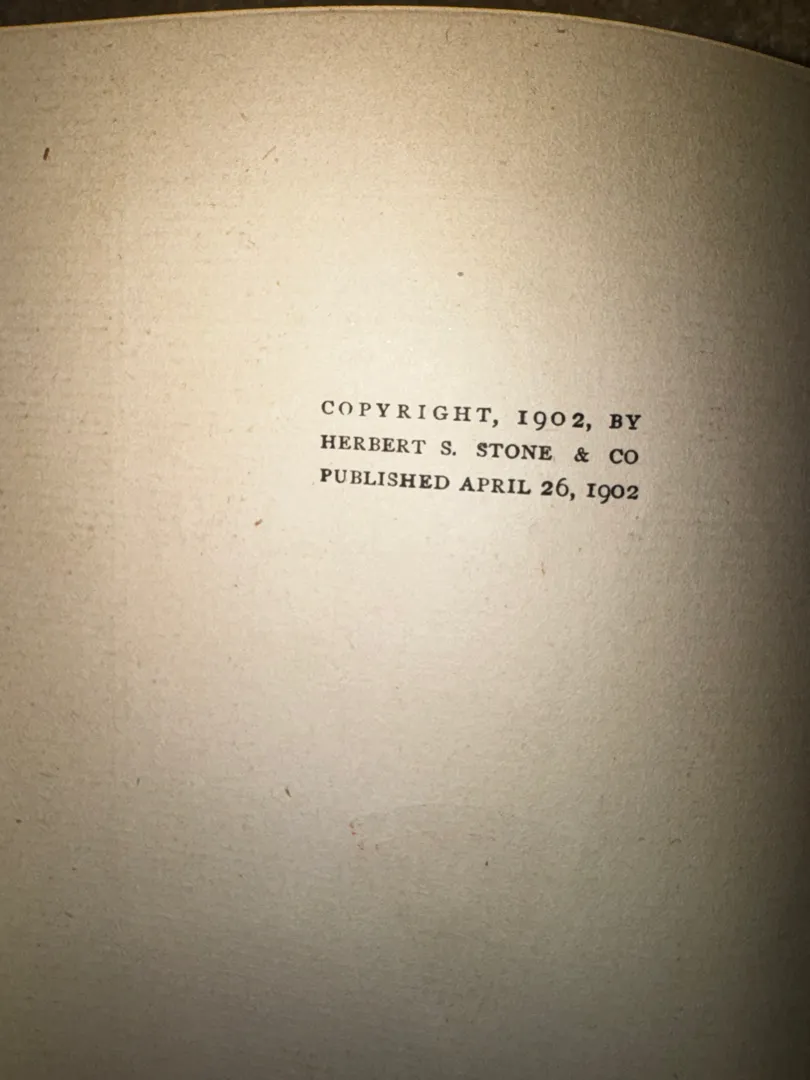 COPYRIGHT, 1902, BY
HERBERT S. STONE & CO
PUBLISHED APRIL 26, 1902